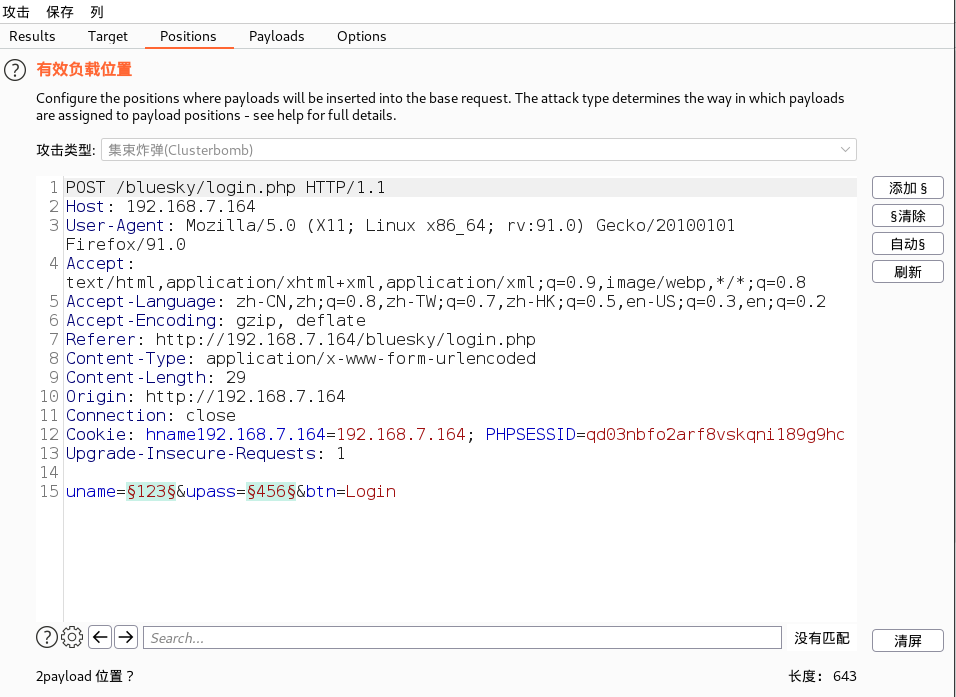 攻击 保存 列
Results Target Positions Payloads Options
? 有效负载位置
Configure the positions where payloads will be inserted into the base request. The attack type determines the way in which payloads
are assigned to payload positions - see help for full details.
攻击类型: 集束炸弹(Clusterbomb)
添加 §
§清除
自动§
刷新
1 POST /bluesky/login.php HTTP/1.1
2 Host: 192.168.7.164
3 User-Agent: Mozilla/5.0 (X11; Linux x86_64; rv:91.0) Gecko/20100101
Firefox/91.0
4 Accept:
text/html,application/xhtml+xml,application/xml;q=0.9,image/webp,*/*;q=0.8
5 Accept-Language: zh-CN,zh;q=0.8,zh-TW;q=0.7,zh-HK;q=0.5,en-US;q=0.3,en;q=0.2
6 Accept-Encoding: gzip, deflate
7 Referer: http://192.168.7.164/bluesky/login.php
8 Content-Type: application/x-www-form-urlencoded
9 Content-Length: 29
10 Origin: http://192.168.7.164
11 Connection: close
12 Cookie: hname192.168.7.164=192.168.7.164; PHPSESSID=qd03nbfo2arf8vskqni189g9hc
13 Upgrade-Insecure-Requests: 1
14
15 uname=§123§&upass=§456§&btn=Login
? Search... 没有匹配 清屏
2payload 位置 ? 长度: 643